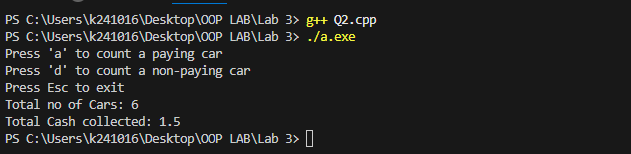 PS C:\Users\k241016\Desktop\OOP LAB\Lab 3> g++ Q2.cpp
PS C:\Users\k241016\Desktop\OOP LAB\Lab 3> ./a.exe
Press 'a' to count a paying car
Press 'd' to count a non-paying car
Press Esc to exit
Total no of Cars: 6
Total Cash collected: 1.5
PS C:\Users\k241016\Desktop\OOP LAB\Lab 3>